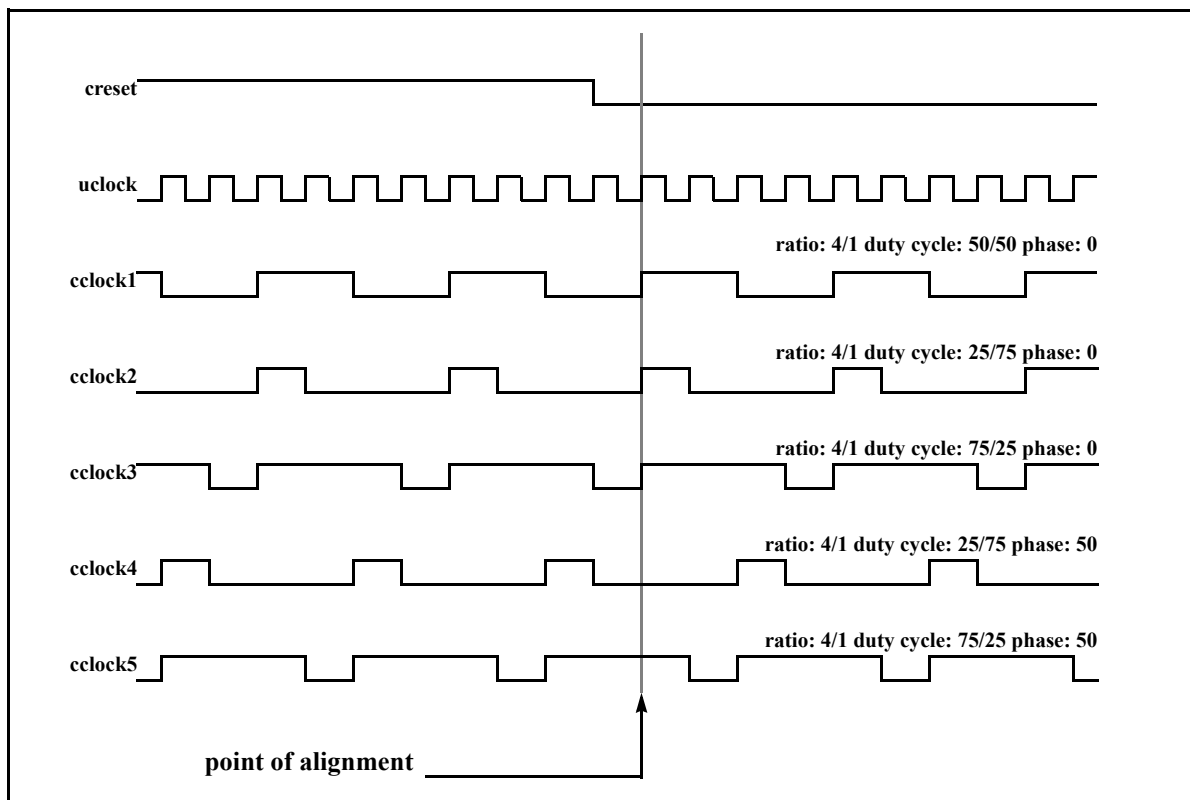 creset
uclock
ratio: 4/1 duty cycle: 50/50 phase: 0
cclock1
ratio: 4/1 duty cycle: 25/75 phase: 0
cclock2
ratio: 4/1 duty cycle: 75/25 phase: 0
cclock3
ratio: 4/1 duty cycle: 25/75 phase: 50
cclock4
ratio: 4/1 duty cycle: 75/25 phase: 50
cclock5
point of alignment